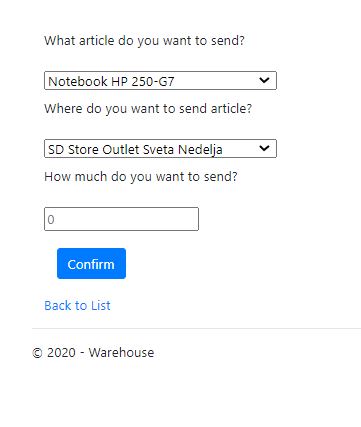 What article do you want to send?
Notebook HP 250-G7
Where do you want to send article?
SD Store Outlet Sveta Nedelja
How much do you want to send?
0
Confirm
Back to List
© 2020 - Warehouse